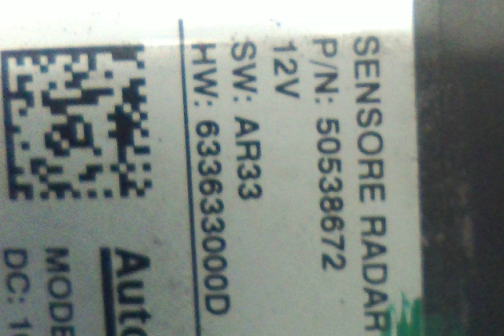 SENSORE RADAR
P/N: 50538672
12V
SW: AR33
HW: 633633000D